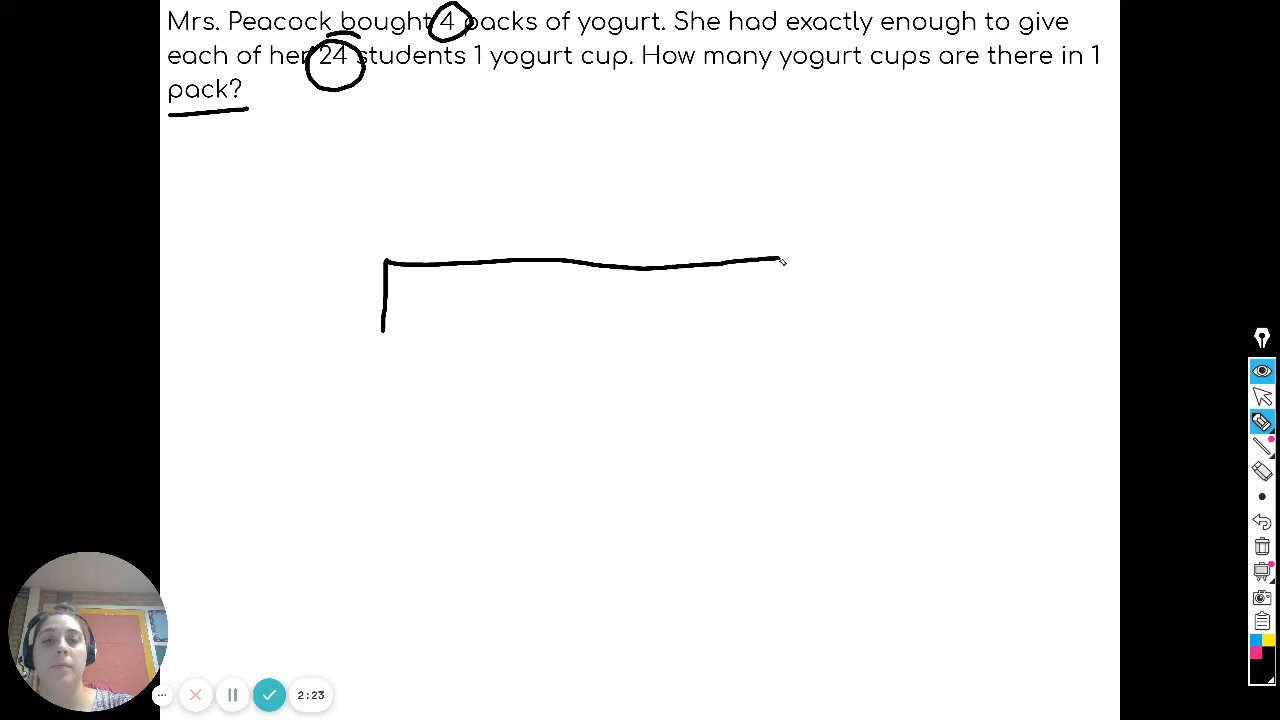 Mrs. Peacock bought 4 packs of yogurt. She had exactly enough to give
each of her 24 students 1 yogurt cup. How many yogurt cups are there in 1
pack?
2:23